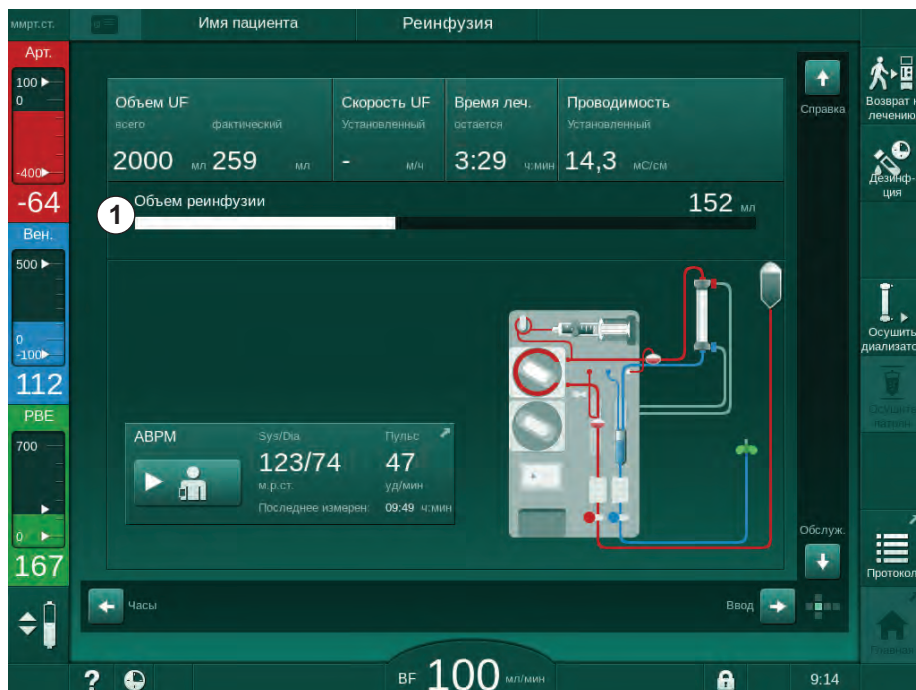 ммрт.ст.
Имя пациента
Реинфузия
Арт.
100
0
-400
-64
Вен.
500
0
-100
112
PBE
700
0
167
Объем UF
всего фактический
2000 мл 259 мл
Скорость UF
Установленный
- м/ч
Время леч.
остается
3:29 ч:мин
Проводимость
Установленный
14,3 мС/см
1
Объем реинфузии 152 мл
ABPM
Sys/Dia Пульс
123/74 47
м.р.ст. уд/мин
Последнее измерен: 09:49 ч:мин
Справка
Обслуж.
Часы
Ввод
Возврат к
лечению
Дезинф-
ция
Осушить
диализато
Осушить
Протокол
Главная
? BF 100 мл/мин 9:14